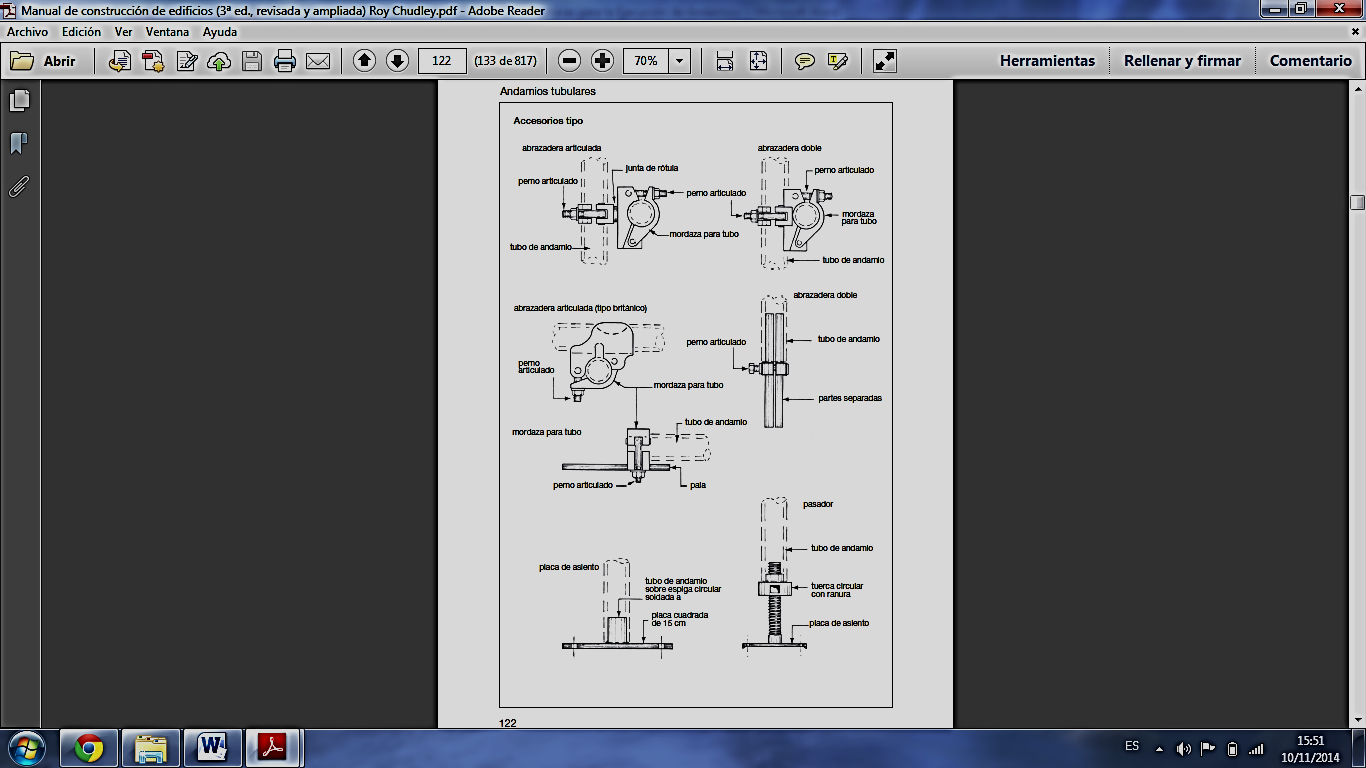 Manual de construcción de edificios (3ª ed., revisada y ampliada) Roy Chudley.pdf - Adobe Reader
Archivo Edición Ver Ventana Ayuda
Abrir
122
(133 de 817)
70%
Herramientas
Rellenar y firmar
Comentario
Andamios tubulares
Accesorios tipo
abrazadera articulada
junta de rótula
perno articulado
perno articulado
mordaza para tubo
tubo de andamio
abrazadera doble
perno articulado
mordaza
para tubo
tubo de andamio
abrazadera articulada (tipo británico)
perno
articulado
mordaza para tubo
abrazadera doble
perno articulado
tubo de andamio
partes separadas
mordaza para tubo
tubo de andamio
perno articulado
pala
placa de asiento
tubo de andamio
sobre espiga circular
soldada a
placa cuadrada
de 15 cm
pasador
tubo de andamio
tuerca circular
con ranura
placa de asiento
122
ES
15:51
10/11/2014